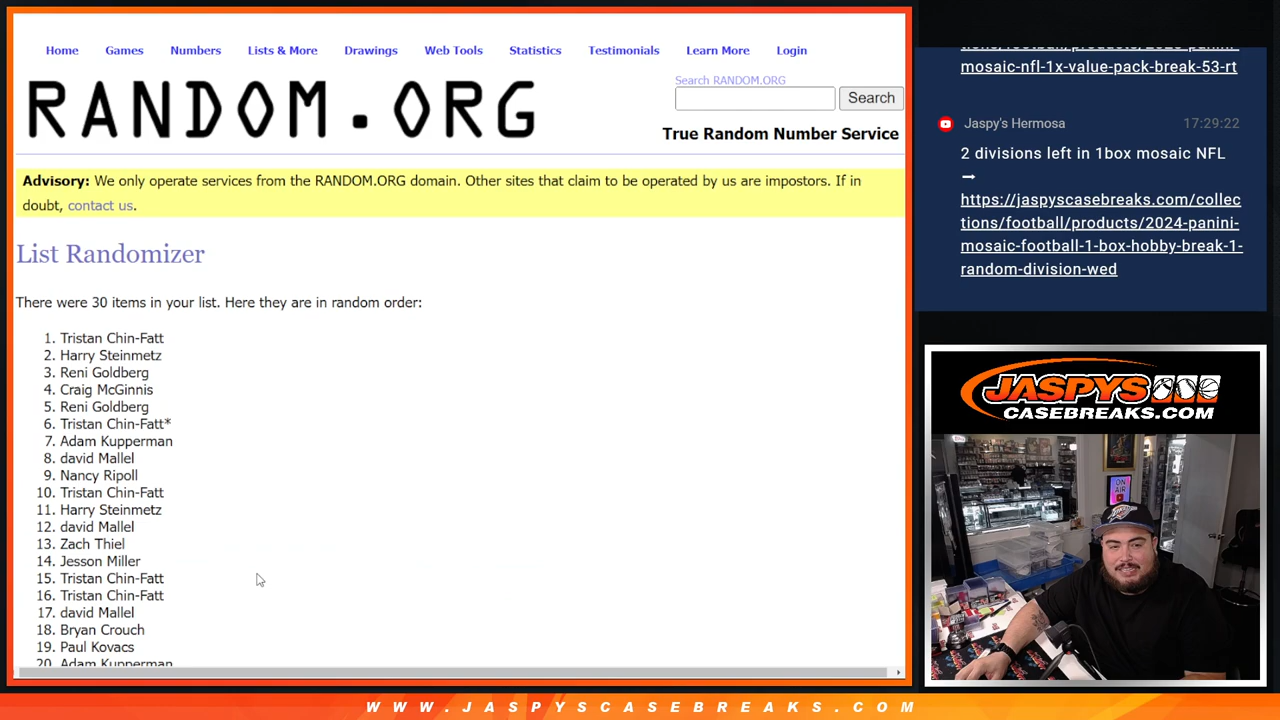 Home Games Numbers Lists & More Drawings Web Tools Statistics Testimonials Learn More Login
RANDOM.ORG
Search RANDOM.ORG
Search
True Random Number Service
Advisory: We only operate services from the RANDOM.ORG domain. Other sites that claim to be operated by us are impostors. If in
doubt, contact us.
List Randomizer
There were 30 items in your list. Here they are in random order:
1. Tristan Chin-Fatt
2. Harry Steinmetz
3. Reni Goldberg
4. Craig McGinnis
5. Reni Goldberg
6. Tristan Chin-Fatt*
7. Adam Kupperman
8. david Mallel
9. Nancy Ripoll
10. Tristan Chin-Fatt
11. Harry Steinmetz
12. david Mallel
13. Zach Thiel
14. Jesson Miller
15. Tristan Chin-Fatt
16. Tristan Chin-Fatt
17. david Mallel
18. Bryan Crouch
19. Paul Kovacs
20. Adam Kupperman
mosaic-nfl-1x-value-pack-break-53-rt
Jaspy's Hermosa 17:29:22
2 divisions left in 1box mosaic NFL
→
https://jaspyscasebreaks.com/collec
tions/football/products/2024-panini-
mosaic-football-1-box-hobby-break-1-
random-division-wed
JASPYS
CASEBREAKS.COM
ON
AIR
WWW.JASPYSCASEBREAKS.COM